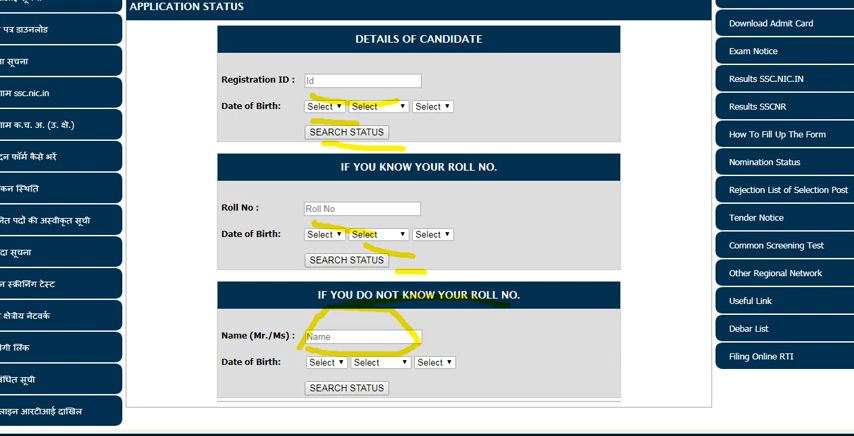 APPLICATION STATUS
पत्र डाउनलोड
सूचना
ssc.nic.in
क.च. अ. (उ. क्षे.)
फॉर्म कैसे भरें
स्थिति
पदों की अस्वीकृत सूची
सूचना
स्क्रीनिंग टेस्ट
क्षेत्रीय नेटवर्क
लिंक
सूची
आरटीआई दाखिल
DETAILS OF CANDIDATE
Registration ID :
Id
Date of Birth:
Select Select Select
SEARCH STATUS
IF YOU KNOW YOUR ROLL NO.
Roll No :
Roll No
Date of Birth:
Select Select Select
SEARCH STATUS
IF YOU DO NOT KNOW YOUR ROLL NO.
Name (Mr./Ms) :
Name
Date of Birth:
Select Select Select
SEARCH STATUS
Download Admit Card
Exam Notice
Results SSC.NIC.IN
Results SSCNR
How To Fill Up The Form
Nomination Status
Rejection List of Selection Post
Tender Notice
Common Screening Test
Other Regional Network
Useful Link
Debar List
Filing Online RTI